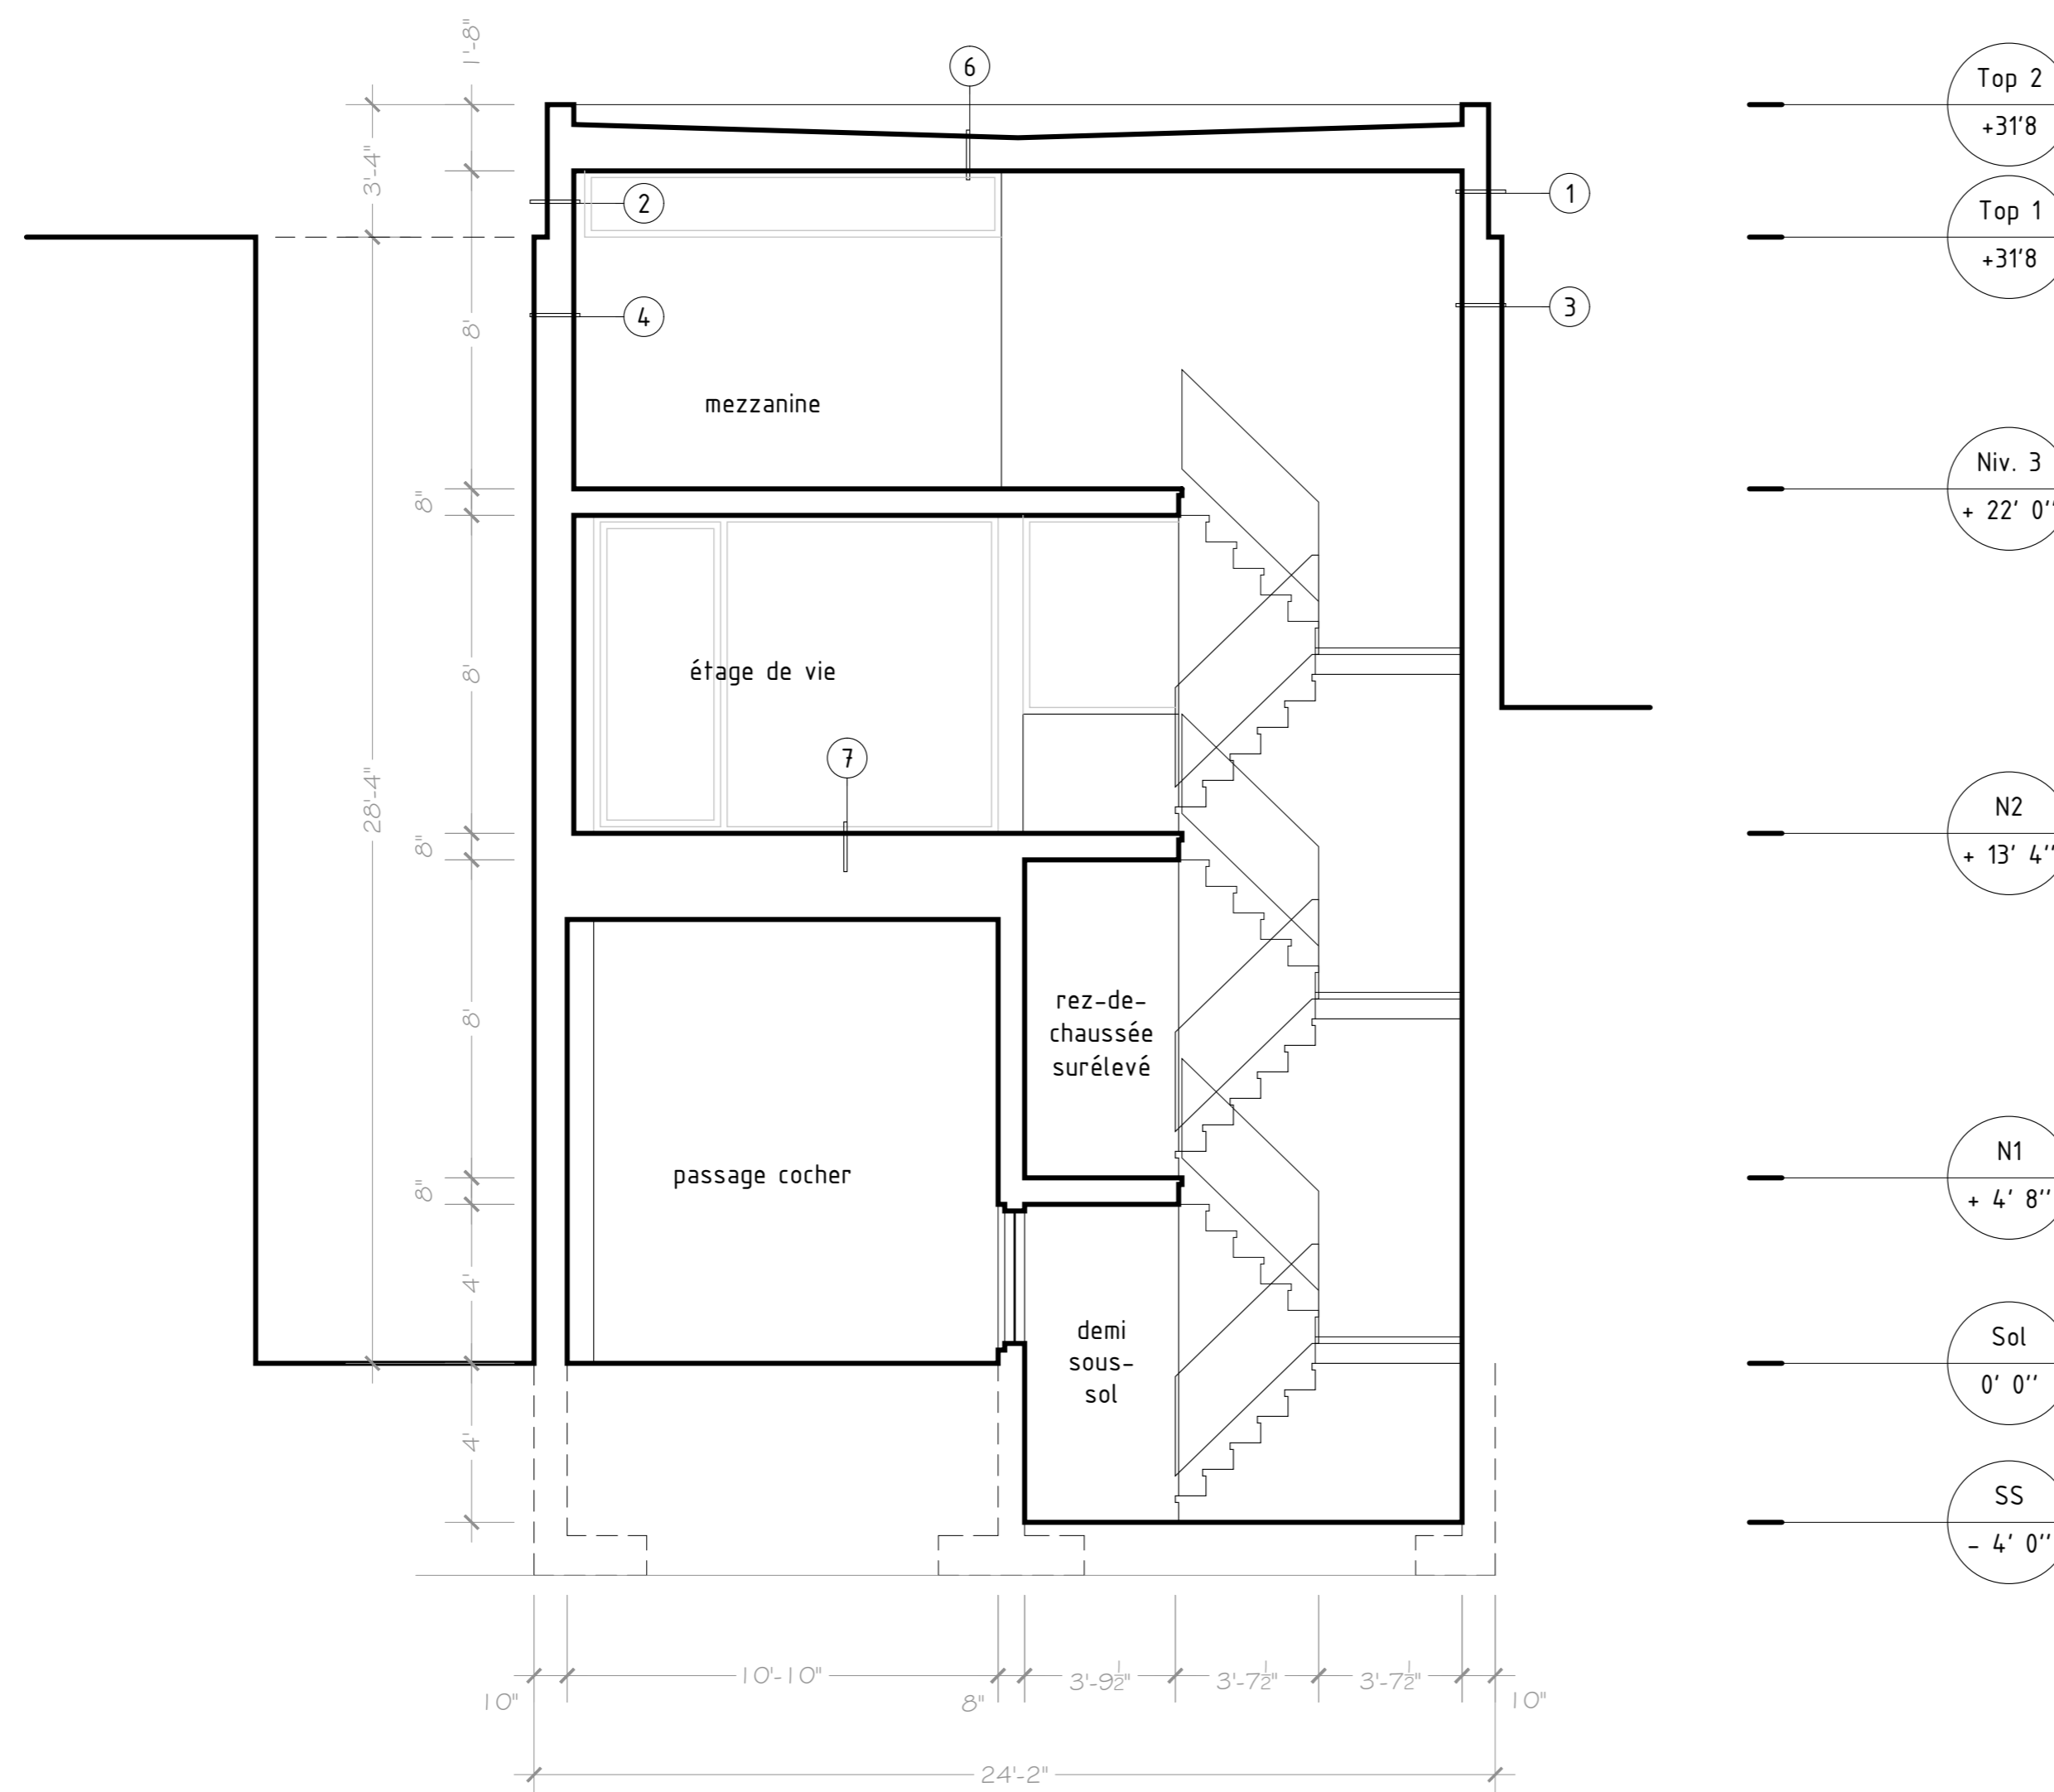 1'-8"
6
Top 2
+31'8
3'-4"
2
1
Top 1
+31'8
4
3
8'
mezzanine
Niv. 3
+ 22' 0''
8"
étage de vie
8'
7
28'-4"
N2
+ 13' 4''
8"
rez-de-
chaussée
surélevé
8'
passage cocher
N1
+ 4' 8''
8"
4'
demi
sous-
sol
Sol
0' 0''
4'
SS
- 4' 0''
10"
10'-10"
8"
3'-9½"
3'-7½"
3'-7½"
10"
24'-2"